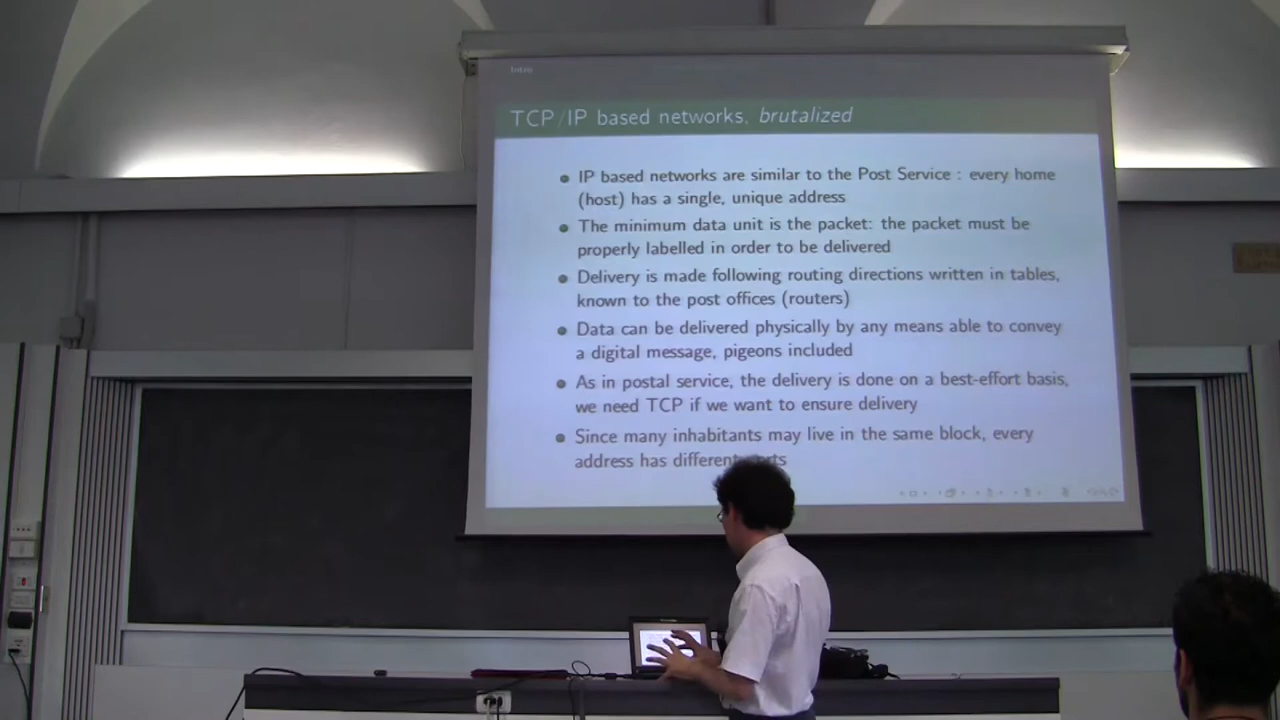 Intro
TCP/IP based networks, brutalized
IP based networks are similar to the Post Service : every home
(host) has a single, unique address
The minimum data unit is the packet: the packet must be
properly labelled in order to be delivered
Delivery is made following routing directions written in tables,
known to the post offices (routers)
Data can be delivered physically by any means able to convey
a digital message, pigeons included
As in postal service, the delivery is done on a best-effort basis,
we need TCP if we want to ensure delivery
Since many inhabitants may live in the same block, every
address has different